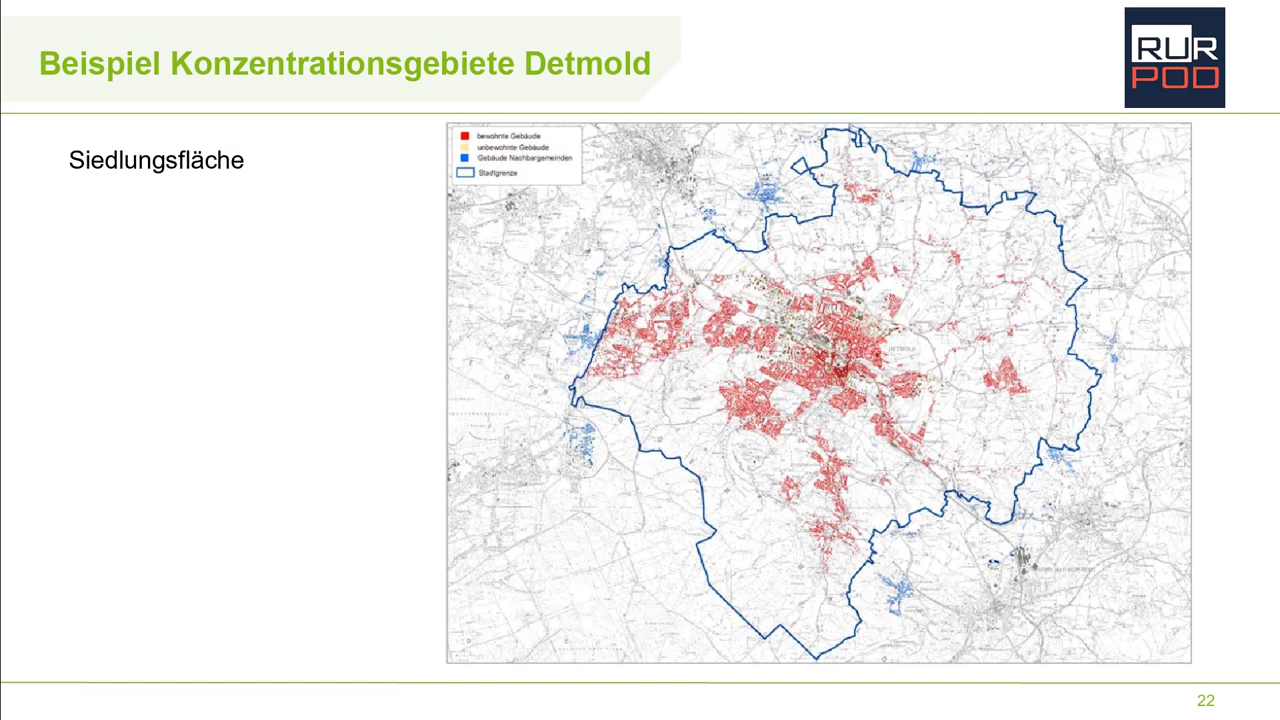 Beispiel Konzentrationsgebiete Detmold
RUR
POD
Siedlungsfläche
bewohnte Gebäude
unbewohnte Gebäude
Gebäude Nachbargemeinden
Stadtgrenze
DETMOLD
22